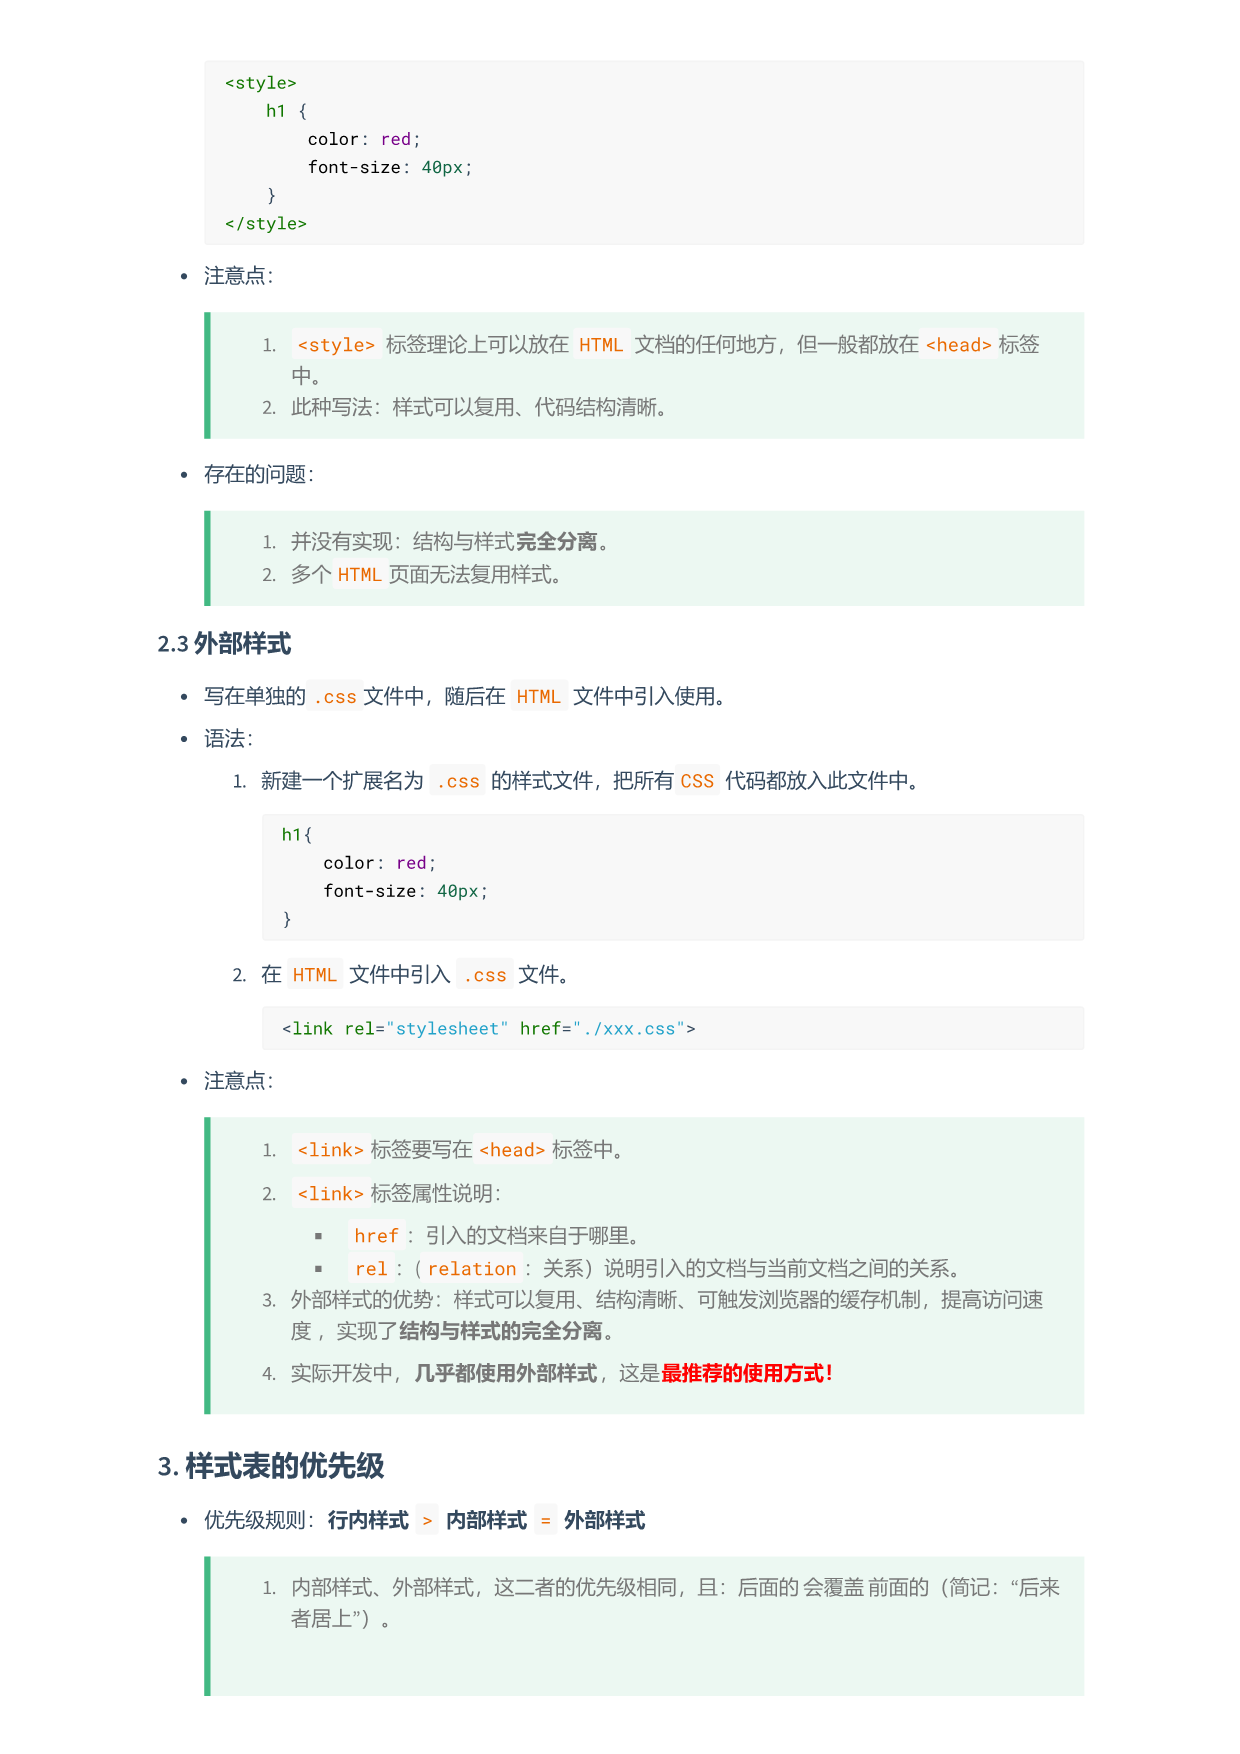 <style>
    h1 {
        color: red;
        font-size: 40px;
    }
</style>
• 注意点：
1. <style> 标签理论上可以放在 HTML 文档的任何地方，但一般都放在 <head> 标签
中。
2. 此种写法：样式可以复用、代码结构清晰。
• 存在的问题：
1. 并没有实现：结构与样式完全分离。
2. 多个 HTML 页面无法复用样式。
2.3 外部样式
• 写在单独的 .css 文件中，随后在 HTML 文件中引入使用。
• 语法：
1. 新建一个扩展名为 .css 的样式文件，把所有 CSS 代码都放入此文件中。
h1{
    color: red;
    font-size: 40px;
}
2. 在 HTML 文件中引入 .css 文件。
<link rel="stylesheet" href="./xxx.css">
• 注意点：
1. <link> 标签要写在 <head> 标签中。
2. <link> 标签属性说明：
▪ href ：引入的文档来自于哪里。
▪ rel ：（ relation ：关系）说明引入的文档与当前文档之间的关系。
3. 外部样式的优势：样式可以复用、结构清晰、可触发浏览器的缓存机制，提高访问速
度 ，实现了结构与样式的完全分离。
4. 实际开发中，几乎都使用外部样式，这是最推荐的使用方式！
3. 样式表的优先级
• 优先级规则：行内样式 > 内部样式 = 外部样式
1. 内部样式、外部样式，这二者的优先级相同，且：后面的 会覆盖 前面的（简记：“后来
者居上”）。